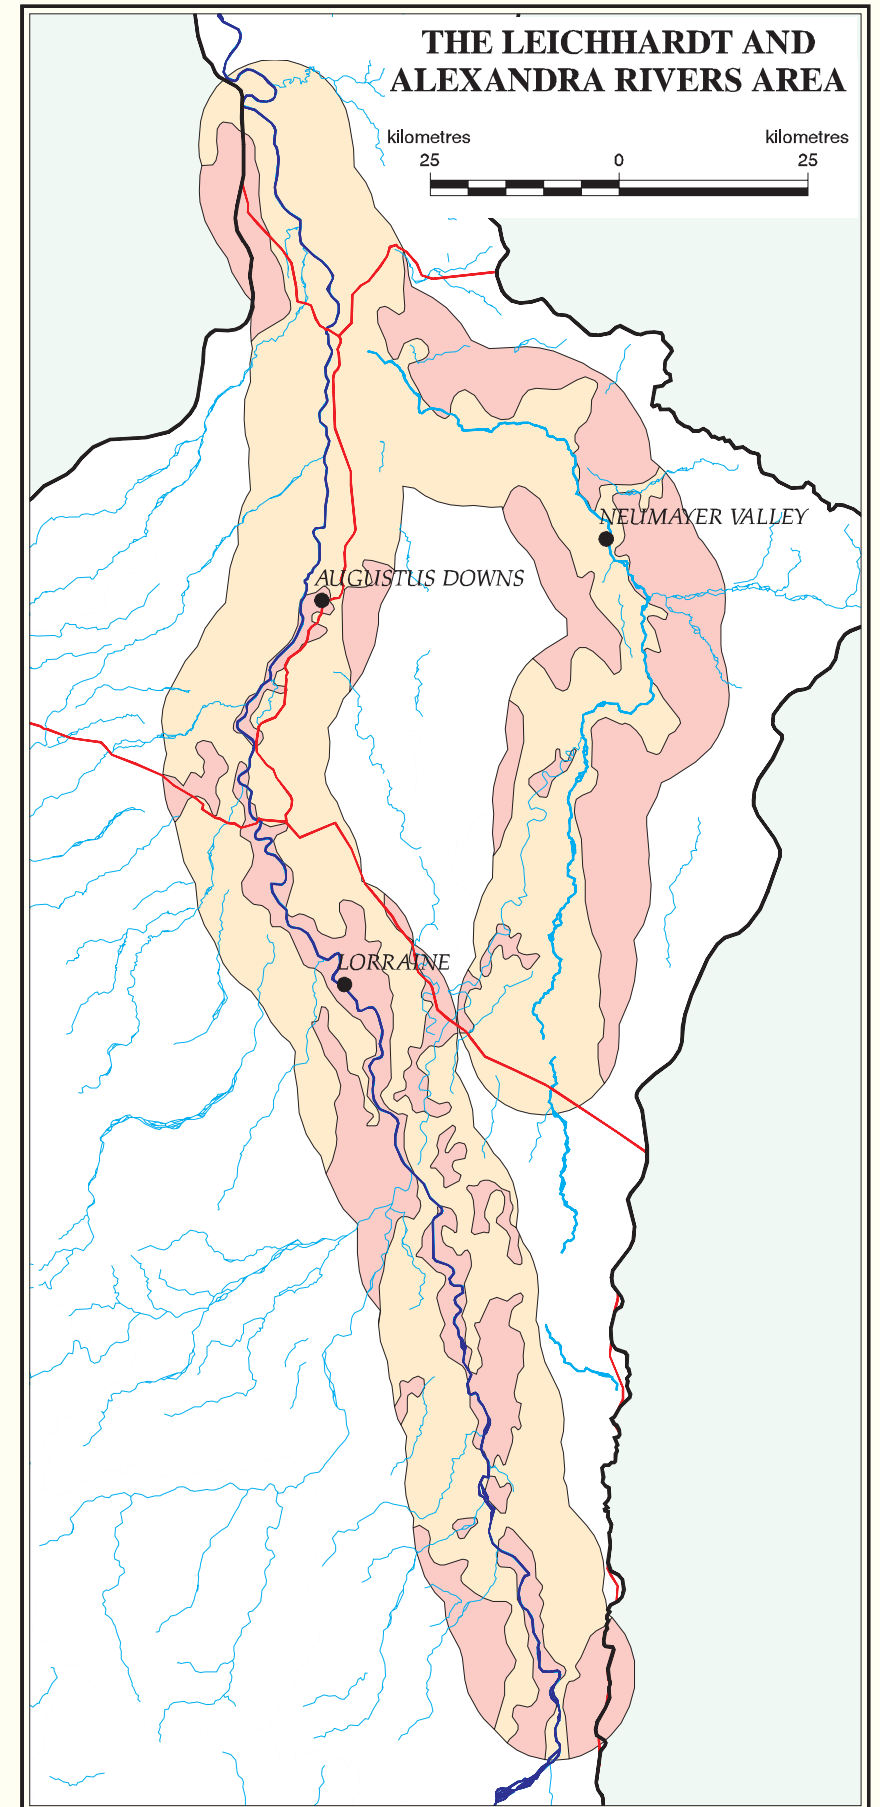 THE LEICHHARDT AND
ALEXANDRA RIVERS AREA
kilometres kilometres
25 0 25
NEUMAYER VALLEY
AUGUSTUS DOWNS
LORRAINE